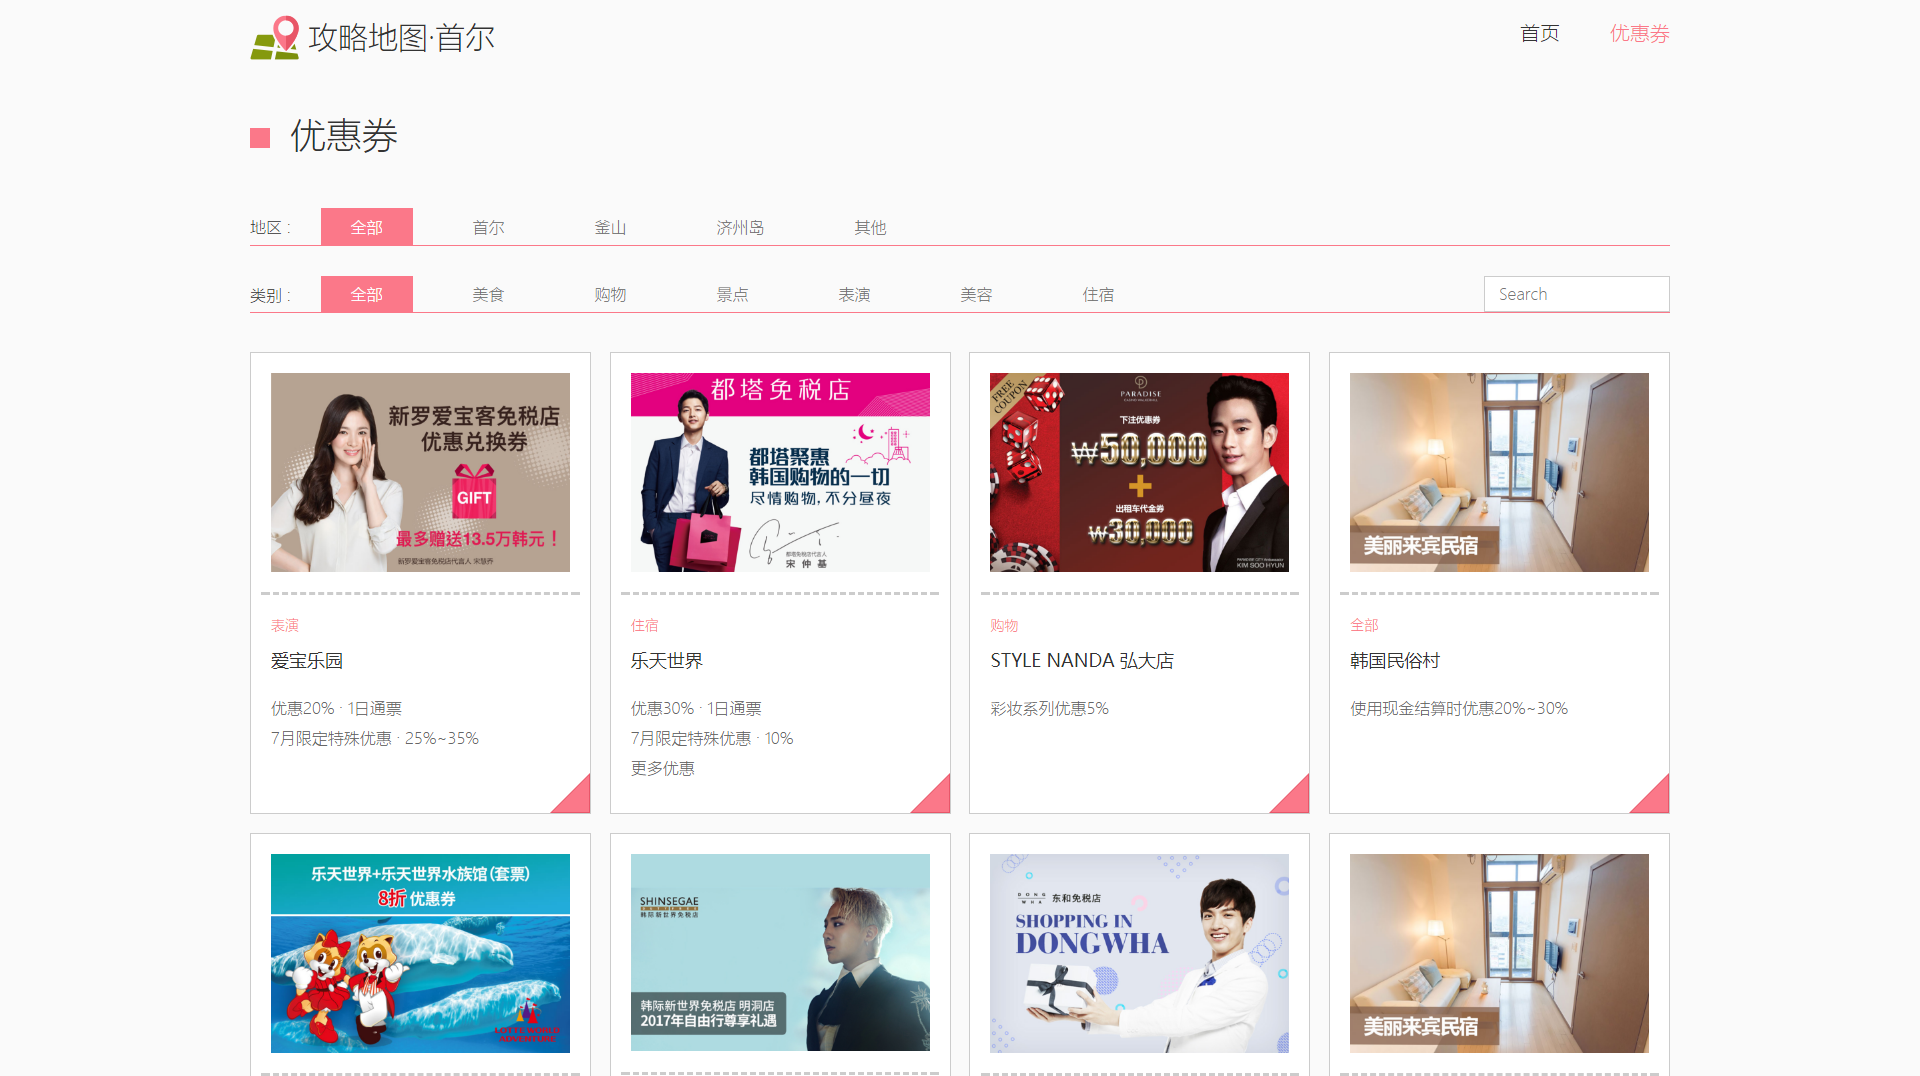 攻略地图·首尔
首页
优惠券
优惠券
地区 :
全部
首尔
釜山
济州岛
其他
类别 :
全部
美食
购物
景点
表演
美容
住宿
Search
新罗爱宝客免税店
优惠兑换券
GIFT
最多赠送13.5万韩元！
新罗爱宝客免税店代言人 宋慧乔
表演
爱宝乐园
优惠20% · 1日通票
7月限定特殊优惠 · 25%~35%
都塔免税店
都塔聚惠
韩国购物的一切
尽情购物, 不分昼夜
都塔免税店代言人
宋 仲 基
住宿
乐天世界
优惠30% · 1日通票
7月限定特殊优惠 · 10%
更多优惠
FREE
COUPON
PARADISE
下注优惠券
₩50,000
+
出租车代金券
₩30,000
KIM SOO HYUN
购物
STYLE NANDA 弘大店
彩妆系列优惠5%
美丽来宾民宿
全部
韩国民俗村
使用现金结算时优惠20%~30%
乐天世界+乐天世界水族馆(套票)
8折 优惠券
LOTTE WORLD
ADVENTURE
SHINSEGAE
韩际新世界免税店
韩际新世界免税店 明洞店
2017年自由行尊享礼遇
DONG
WHA
东和免税店
SHOPPING IN
DONGWHA
美丽来宾民宿